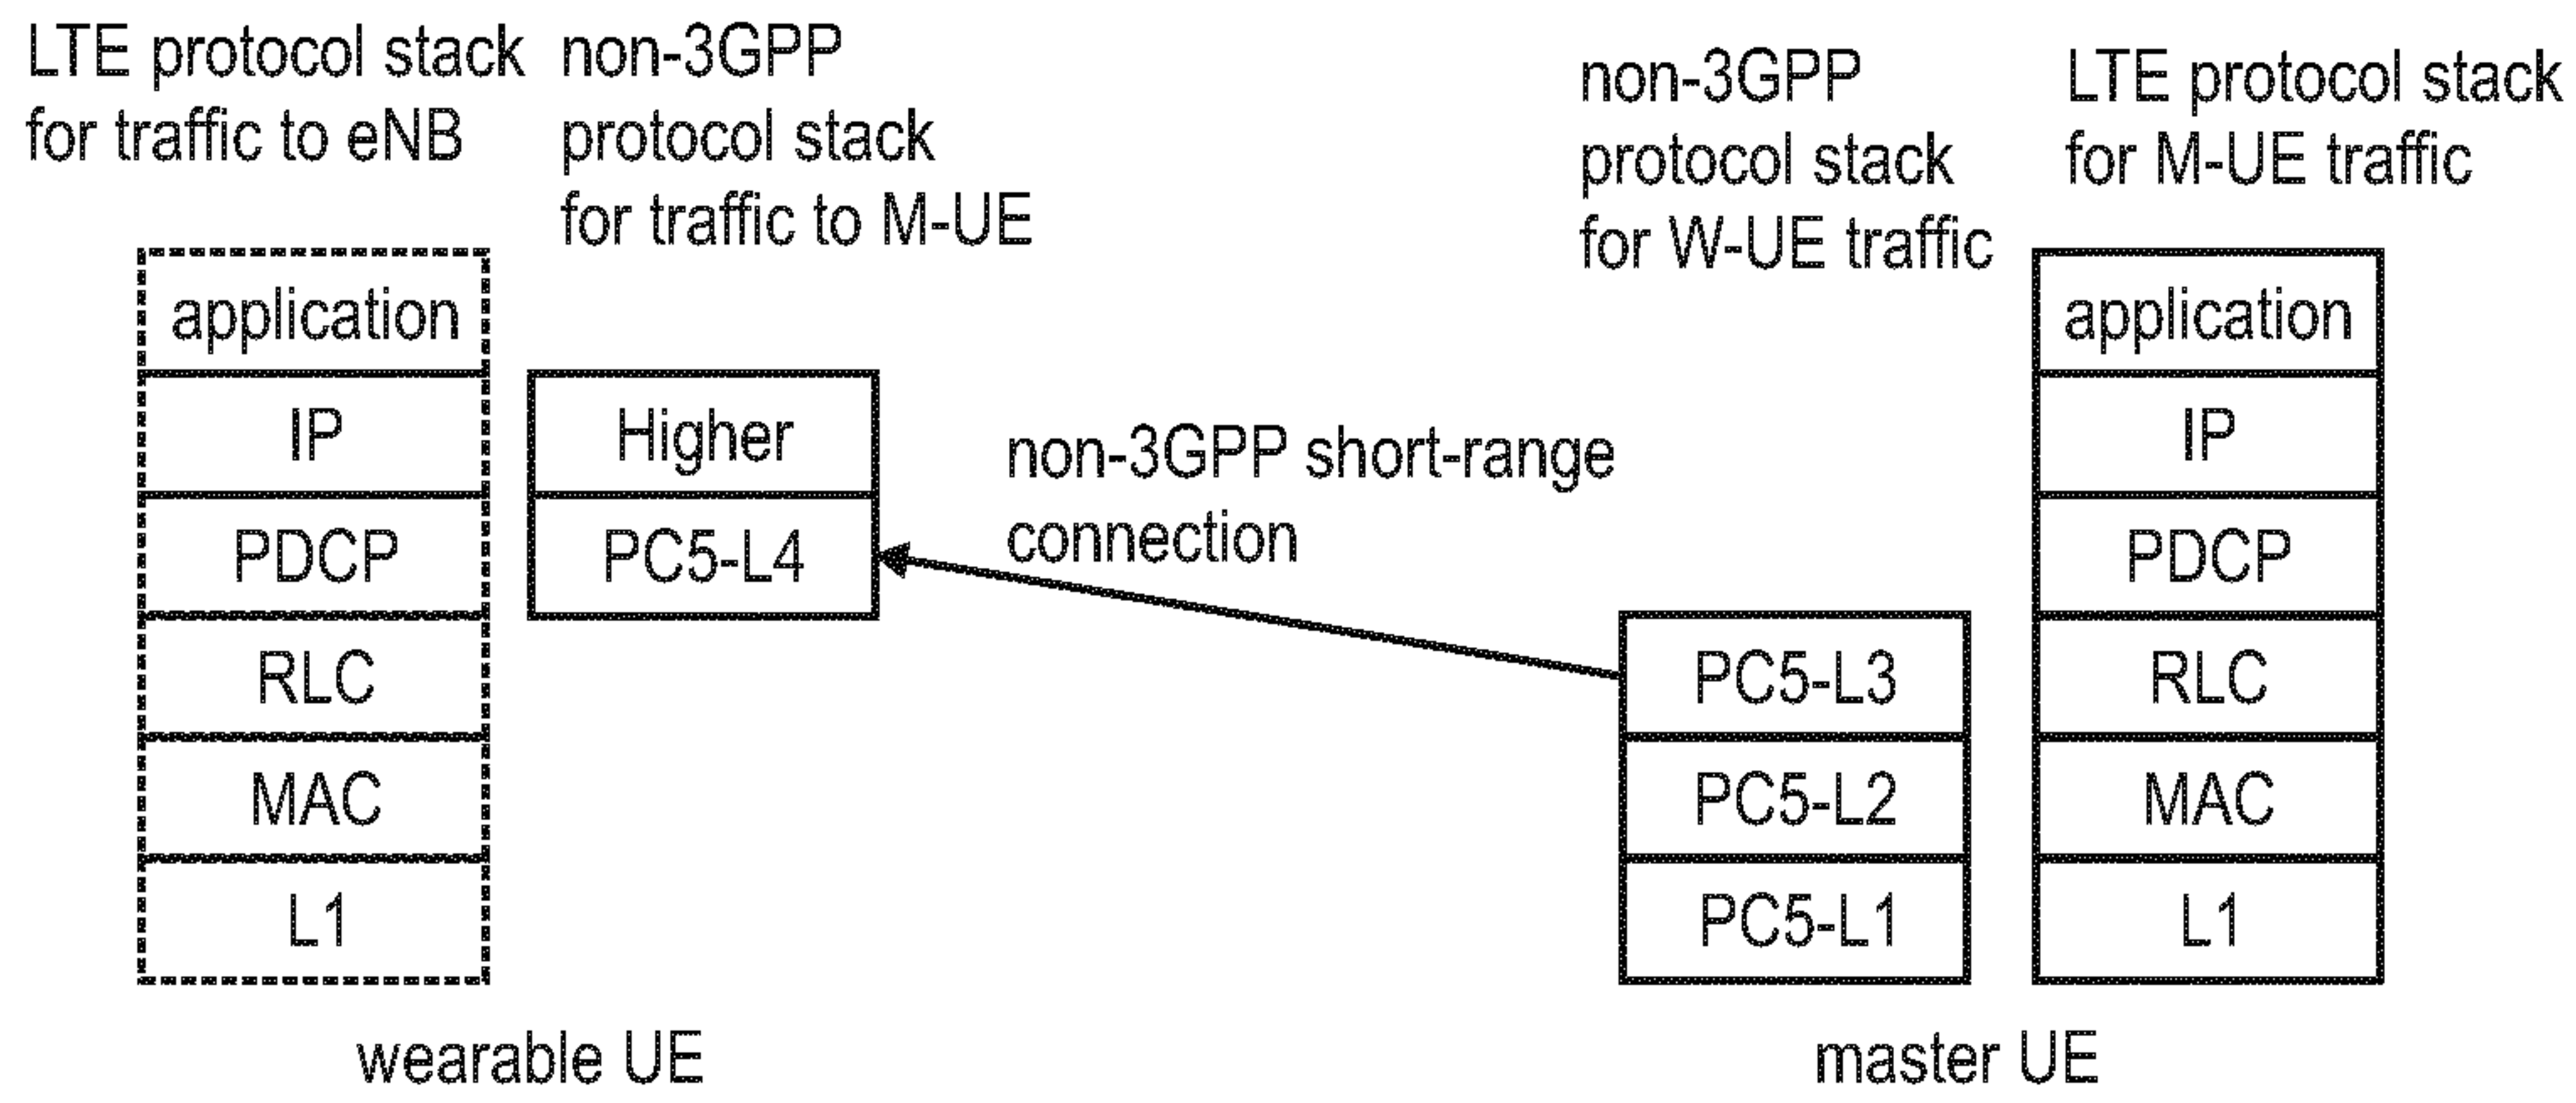 LTE protocol stack
for traffic to eNB
non-3GPP
protocol stack
for traffic to M-UE
non-3GPP
protocol stack
for W-UE traffic
LTE protocol stack
for M-UE traffic
application
IP
PDCP
RLC
MAC
L1
Higher
PC5-L4
non-3GPP short-range
connection
PC5-L3
PC5-L2
PC5-L1
application
IP
PDCP
RLC
MAC
L1
wearable UE
master UE